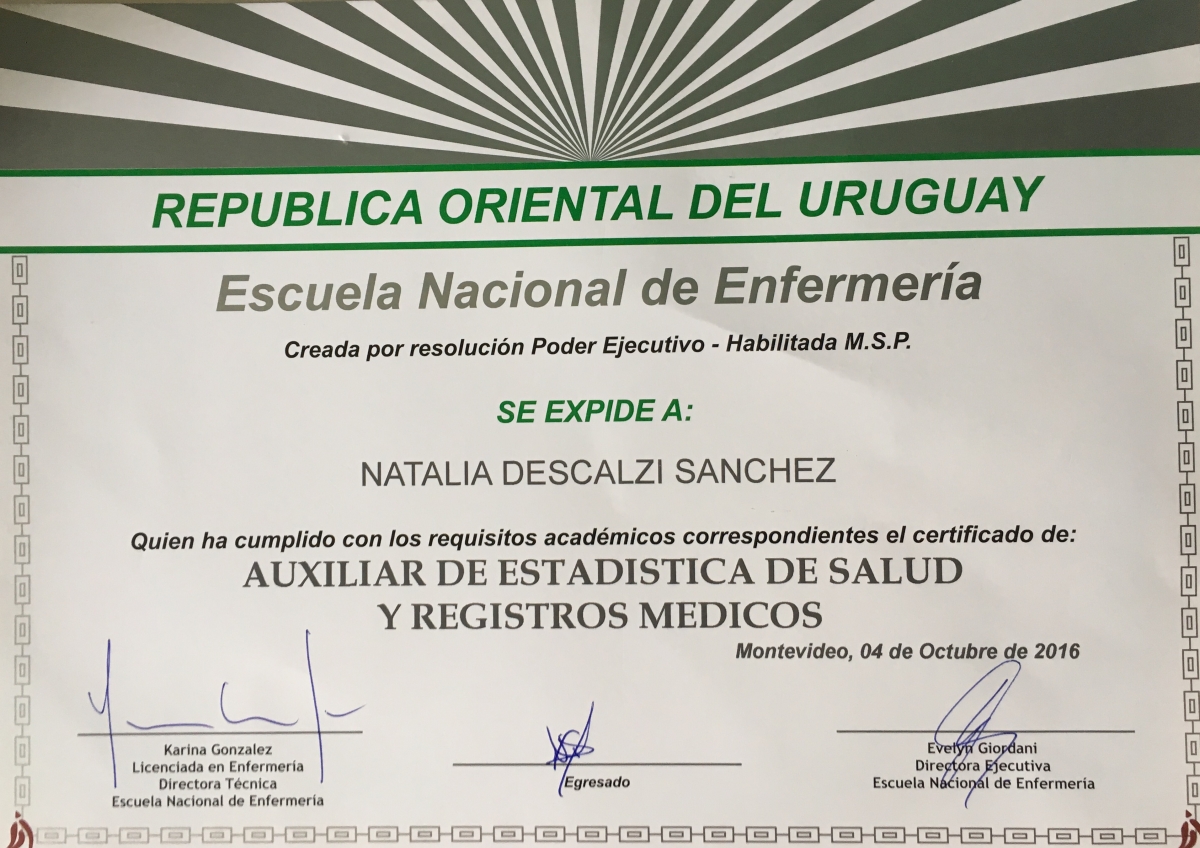 REPUBLICA ORIENTAL DEL URUGUAY
Escuela Nacional de Enfermería
Creada por resolución Poder Ejecutivo - Habilitada M.S.P.
SE EXPIDE A:
NATALIA DESCALZI SANCHEZ
Quien ha cumplido con los requisitos académicos correspondientes el certificado de:
AUXILIAR DE ESTADISTICA DE SALUD
Y REGISTROS MEDICOS
Montevideo, 04 de Octubre de 2016
Karina Gonzalez
Licenciada en Enfermería
Directora Técnica
Escuela Nacional de Enfermería
Egresado
Evelyn Giordani
Directora Ejecutiva
Escuela Nacional de Enfermería